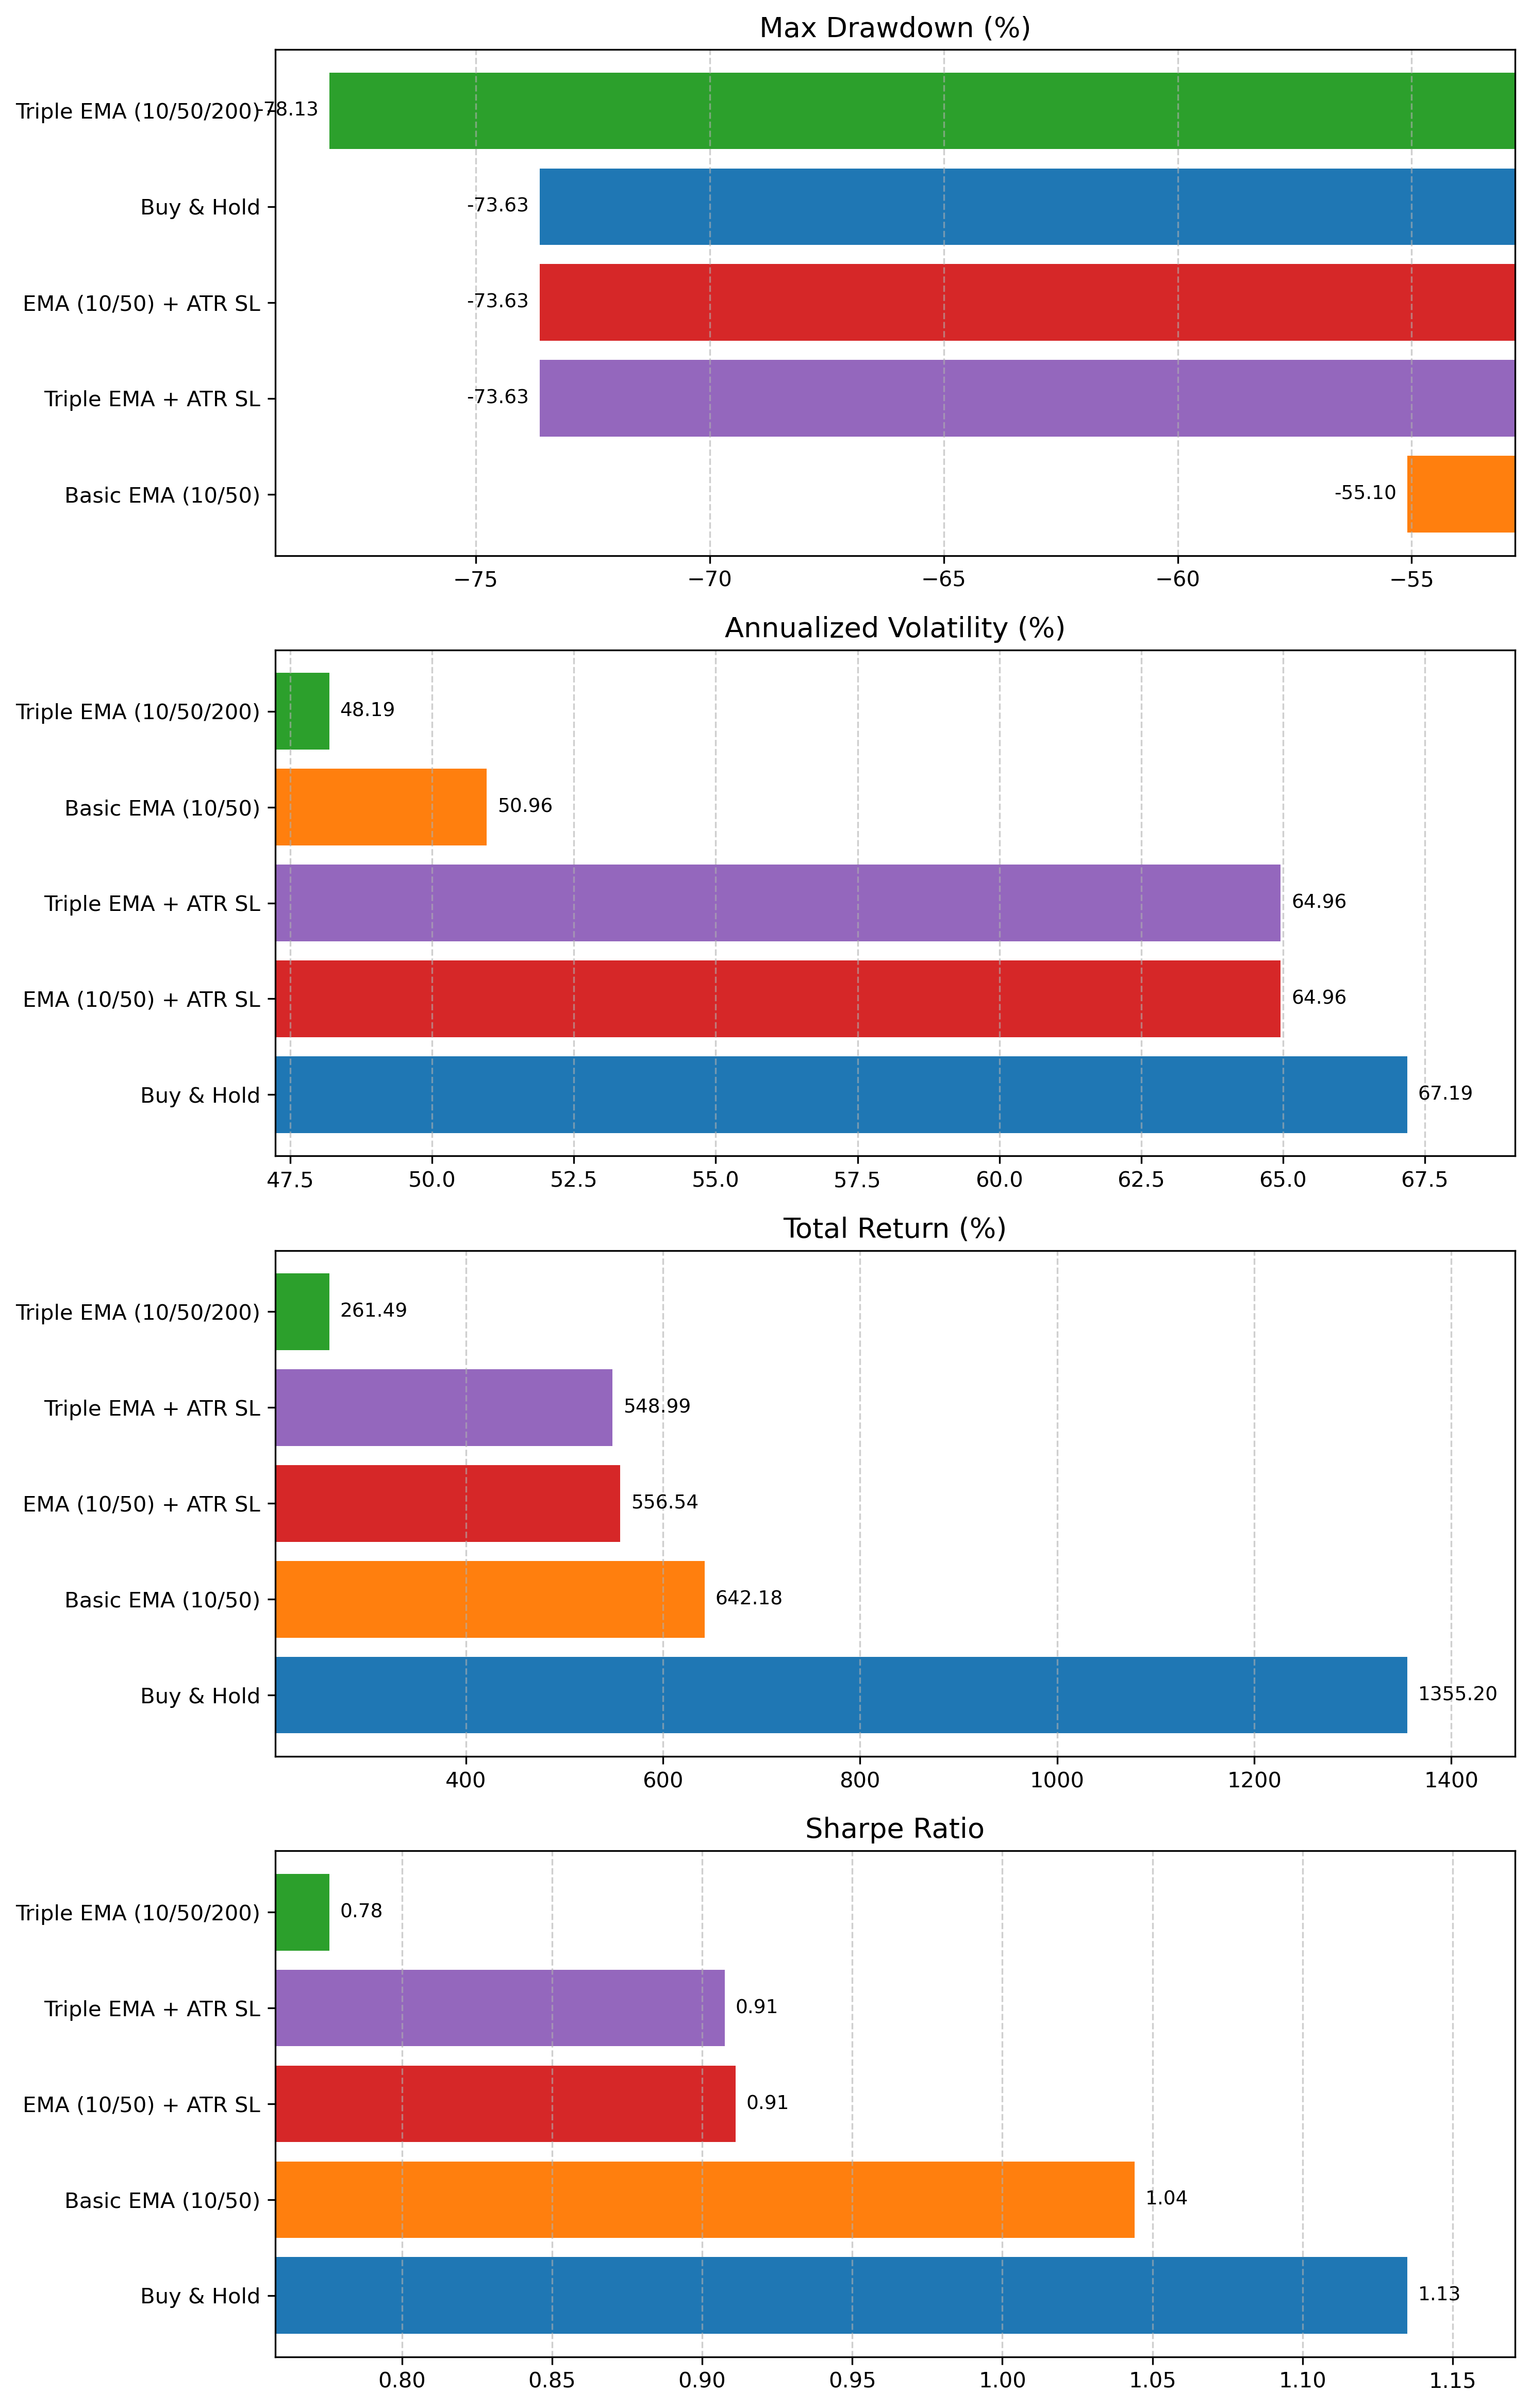 Max Drawdown (%)
Triple EMA (10/50/200) -78.13
Buy & Hold -73.63
EMA (10/50) + ATR SL -73.63
Triple EMA + ATR SL -73.63
Basic EMA (10/50) -55.10
−75 −70 −65 −60 −55
Annualized Volatility (%)
Triple EMA (10/50/200) 48.19
Basic EMA (10/50) 50.96
Triple EMA + ATR SL 64.96
EMA (10/50) + ATR SL 64.96
Buy & Hold 67.19
47.5 50.0 52.5 55.0 57.5 60.0 62.5 65.0 67.5
Total Return (%)
Triple EMA (10/50/200) 261.49
Triple EMA + ATR SL 548.99
EMA (10/50) + ATR SL 556.54
Basic EMA (10/50) 642.18
Buy & Hold 1355.20
400 600 800 1000 1200 1400
Sharpe Ratio
Triple EMA (10/50/200) 0.78
Triple EMA + ATR SL 0.91
EMA (10/50) + ATR SL 0.91
Basic EMA (10/50) 1.04
Buy & Hold 1.13
0.80 0.85 0.90 0.95 1.00 1.05 1.10 1.15